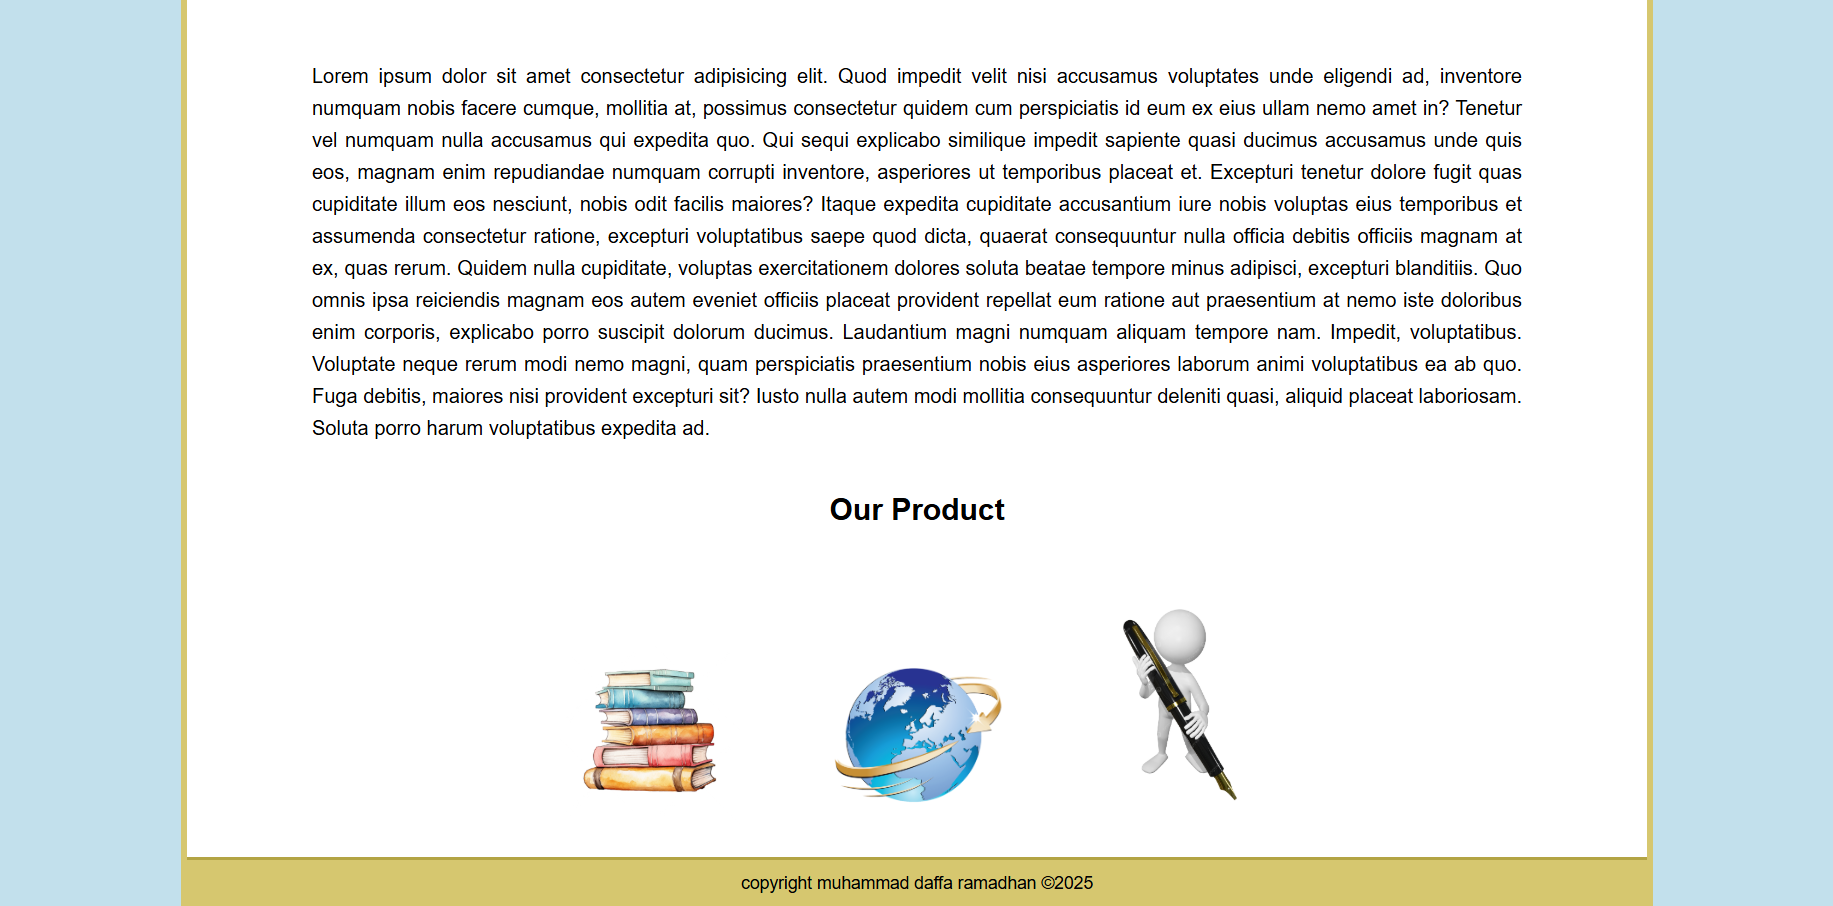 Lorem ipsum dolor sit amet consectetur adipisicing elit. Quod impedit velit nisi accusamus voluptates unde eligendi ad, inventore
numquam nobis facere cumque, mollitia at, possimus consectetur quidem cum perspiciatis id eum ex eius ullam nemo amet in? Tenetur
vel numquam nulla accusamus qui expedita quo. Qui sequi explicabo similique impedit sapiente quasi ducimus accusamus unde quis
eos, magnam enim repudiandae numquam corrupti inventore, asperiores ut temporibus placeat et. Excepturi tenetur dolore fugit quas
cupiditate illum eos nesciunt, nobis odit facilis maiores? Itaque expedita cupiditate accusantium iure nobis voluptas eius temporibus et
assumenda consectetur ratione, excepturi voluptatibus saepe quod dicta, quaerat consequuntur nulla officia debitis officiis magnam at
ex, quas rerum. Quidem nulla cupiditate, voluptas exercitationem dolores soluta beatae tempore minus adipisci, excepturi blanditiis. Quo
omnis ipsa reiciendis magnam eos autem eveniet officiis placeat provident repellat eum ratione aut praesentium at nemo iste doloribus
enim corporis, explicabo porro suscipit dolorum ducimus. Laudantium magni numquam aliquam tempore nam. Impedit, voluptatibus.
Voluptate neque rerum modi nemo magni, quam perspiciatis praesentium nobis eius asperiores laborum animi voluptatibus ea ab quo.
Fuga debitis, maiores nisi provident excepturi sit? Iusto nulla autem modi mollitia consequuntur deleniti quasi, aliquid placeat laboriosam.
Soluta porro harum voluptatibus expedita ad.
Our Product
copyright muhammad daffa ramadhan ©2025